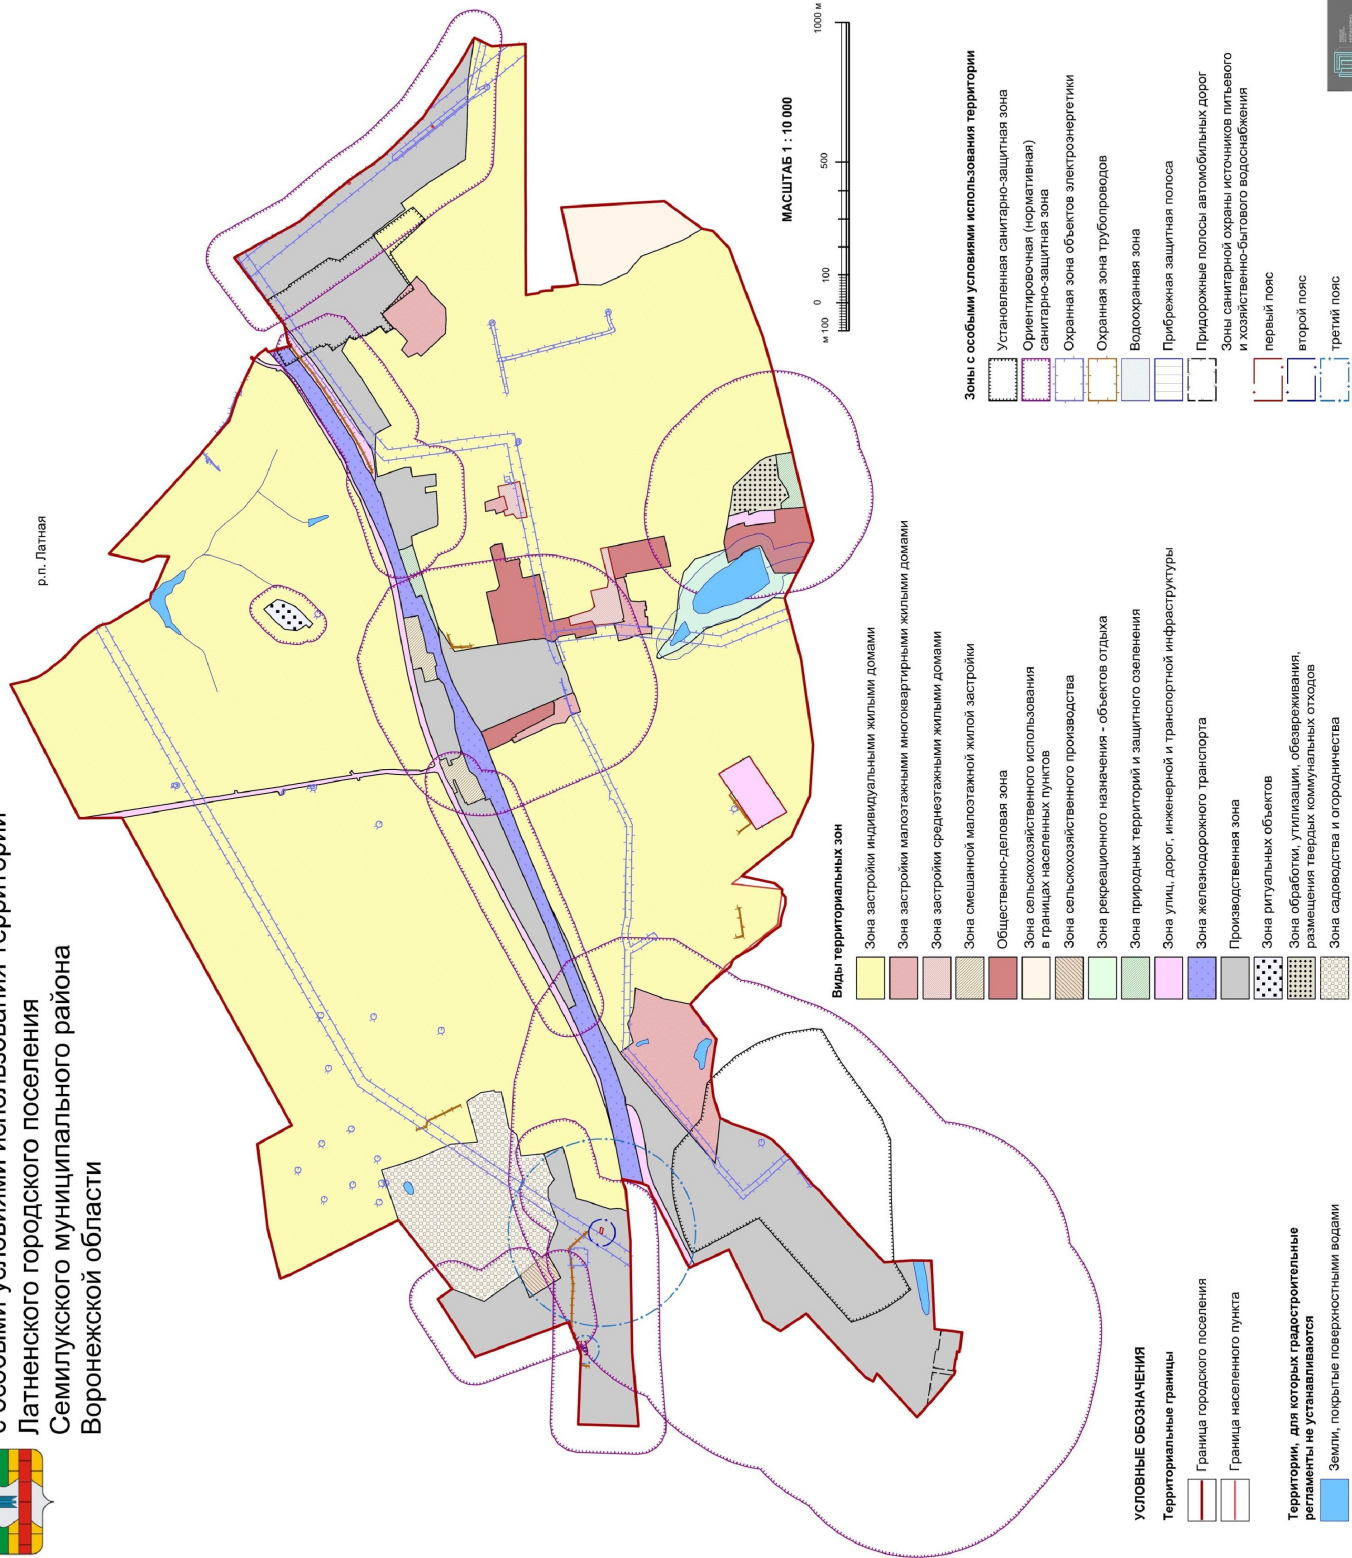 с особыми условиями использования территории
Латненского городского поселения
Семилукского муниципального района
Воронежской области
р.п. Латная
МАСШТАБ 1 : 10 000
м 100 0 100 500 1000 м
УСЛОВНЫЕ ОБОЗНАЧЕНИЯ
Территориальные границы
Граница городского поселения
Граница населенного пункта
Территории, для которых градостроительные
регламенты не устанавливаются
Земли, покрытые поверхностными водами
Виды территориальных зон
Зона застройки индивидуальными жилыми домами
Зона застройки малоэтажными многоквартирными жилыми домами
Зона застройки среднеэтажными жилыми домами
Зона смешанной малоэтажной жилой застройки
Общественно-деловая зона
Зона сельскохозяйственного использования
в границах населенных пунктов
Зона сельскохозяйственного производства
Зона рекреационного назначения - объектов отдыха
Зона природных территорий и защитного озеленения
Зона улиц, дорог, инженерной и транспортной инфраструктуры
Зона железнодорожного транспорта
Производственная зона
Зона ритуальных объектов
Зона обработки, утилизации, обезвреживания,
размещения твердых коммунальных отходов
Зона садоводства и огородничества
Зоны с особыми условиями использования территории
Установленная санитарно-защитная зона
Ориентировочная (нормативная)
санитарно-защитная зона
Охранная зона объектов электроэнергетики
Охранная зона трубопроводов
Водоохранная зона
Прибрежная защитная полоса
Придорожные полосы автомобильных дорог
Зоны санитарной охраны источников питьевого
и хозяйственно-бытового водоснабжения
первый пояс
второй пояс
третий пояс